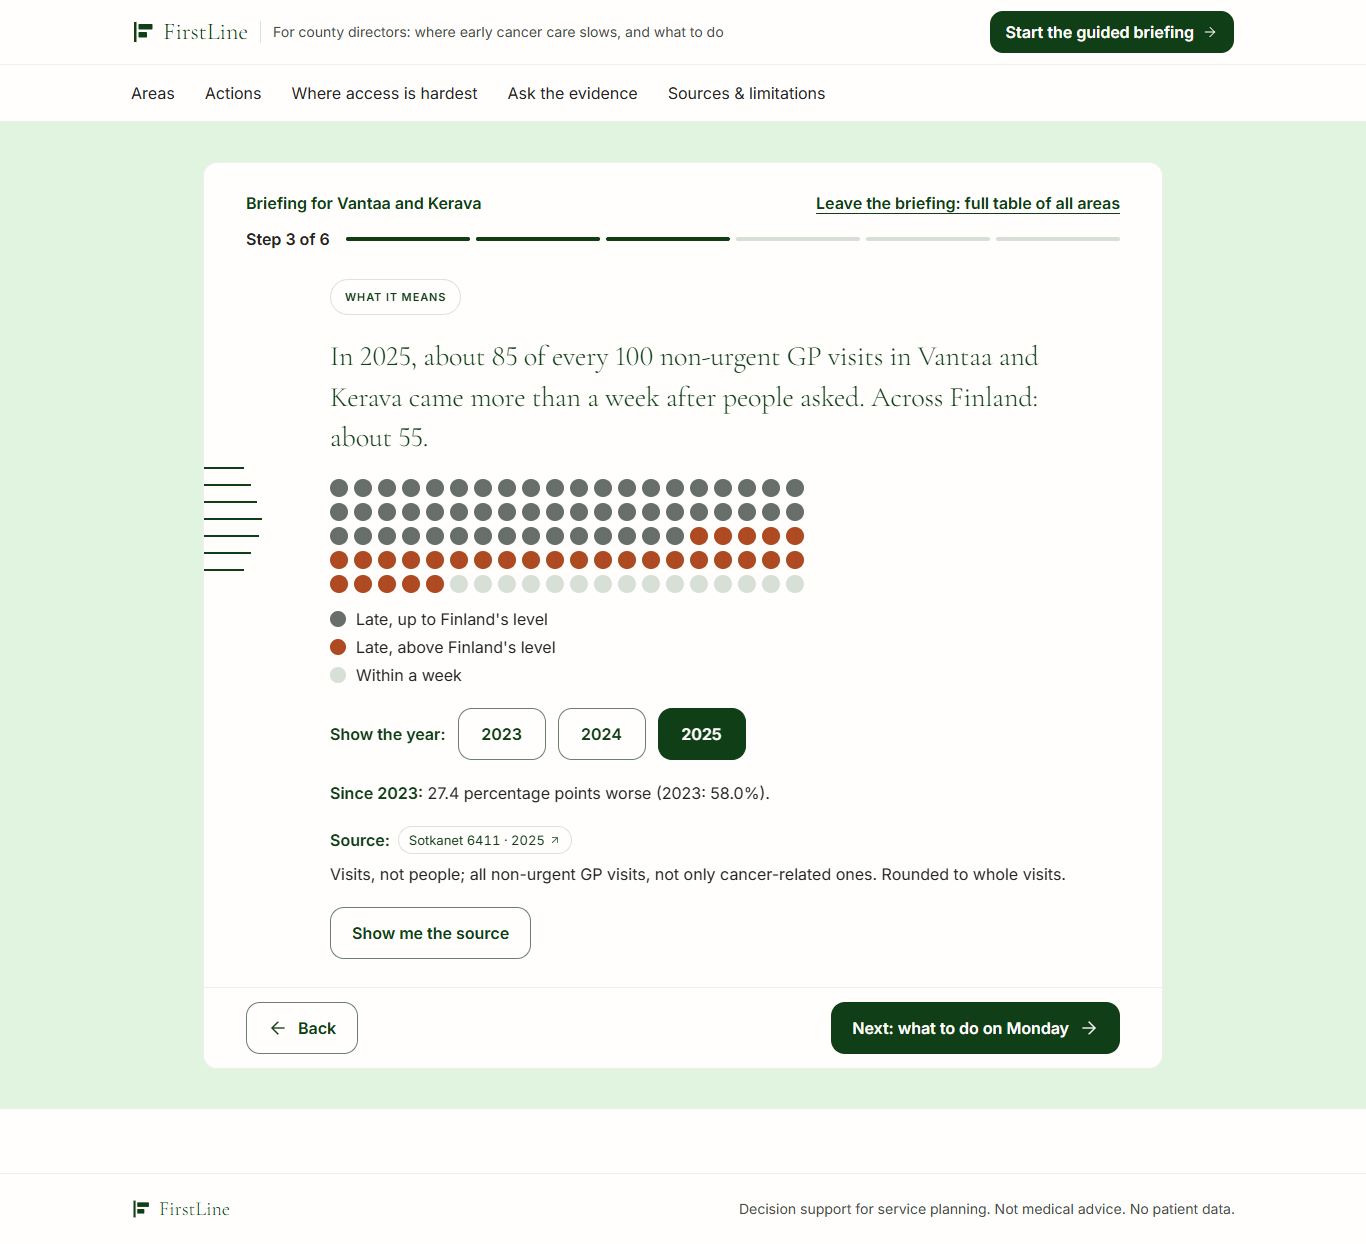 FirstLine
For county directors: where early cancer care slows, and what to do
Start the guided briefing
Areas
Actions
Where access is hardest
Ask the evidence
Sources & limitations
Briefing for Vantaa and Kerava
Leave the briefing: full table of all areas
Step 3 of 6
WHAT IT MEANS
In 2025, about 85 of every 100 non-urgent GP visits in Vantaa and
Kerava came more than a week after people asked. Across Finland:
about 55.
Late, up to Finland's level
Late, above Finland's level
Within a week
Show the year:
2023
2024
2025
Since 2023: 27.4 percentage points worse (2023: 58.0%).
Source: Sotkanet 6411 · 2025
Visits, not people; all non-urgent GP visits, not only cancer-related ones. Rounded to whole visits.
Show me the source
Back
Next: what to do on Monday
FirstLine
Decision support for service planning. Not medical advice. No patient data.